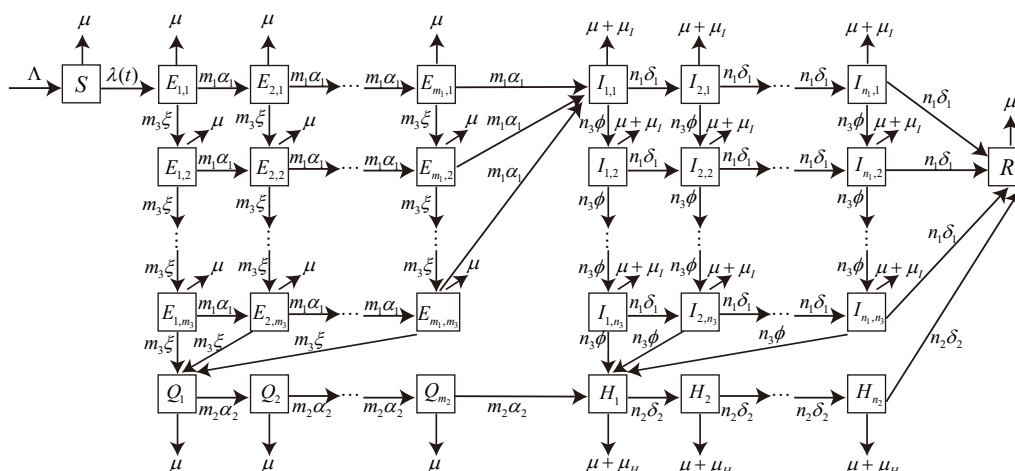 μ μ μ μ μ + μ_I μ + μ_I μ + μ_I
Λ S λ(t) E_{1,1} m_1α_1 E_{2,1} m_1α_1 ··· m_1α_1 E_{m_1,1} m_1α_1 I_{1,1} n_1δ_1 I_{2,1} n_1δ_1 ··· n_1δ_1 I_{n_1,1} n_1δ_1
m_3ξ μ m_3ξ μ m_3ξ μ m_1α_1 n_3ϕ μ + μ_I n_3ϕ μ + μ_I n_3ϕ μ + μ_I μ
E_{1,2} m_1α_1 E_{2,2} m_1α_1 ··· m_1α_1 E_{m_1,2} m_1α_1 I_{1,2} n_1δ_1 I_{2,2} n_1δ_1 ··· n_1δ_1 I_{n_1,2} n_1δ_1 R
m_3ξ m_3ξ m_3ξ n_3ϕ n_3ϕ n_3ϕ
⋮ ⋮ ··· ⋮ ⋮ ⋮ ··· ⋮ n_1δ_1
m_3ξ μ m_3ξ μ m_3ξ μ n_3ϕ μ + μ_I n_3ϕ μ + μ_I n_3ϕ μ + μ_I
E_{1,m_3} m_1α_1 E_{2,m_3} m_1α_1 ··· m_1α_1 E_{m_1,m_3} I_{1,n_3} n_1δ_1 I_{2,n_3} n_1δ_1 ··· n_1δ_1 I_{n_1,n_3}
m_3ξ m_3ξ m_3ξ n_3ϕ n_3ϕ n_3ϕ n_2δ_2
Q_1 m_2α_2 Q_2 m_2α_2 ··· m_2α_2 Q_{m_2} m_2α_2 H_1 n_2δ_2 H_2 n_2δ_2 ··· n_2δ_2 H_{n_2}
μ μ μ μ + μ_H μ + μ_H μ + μ_H